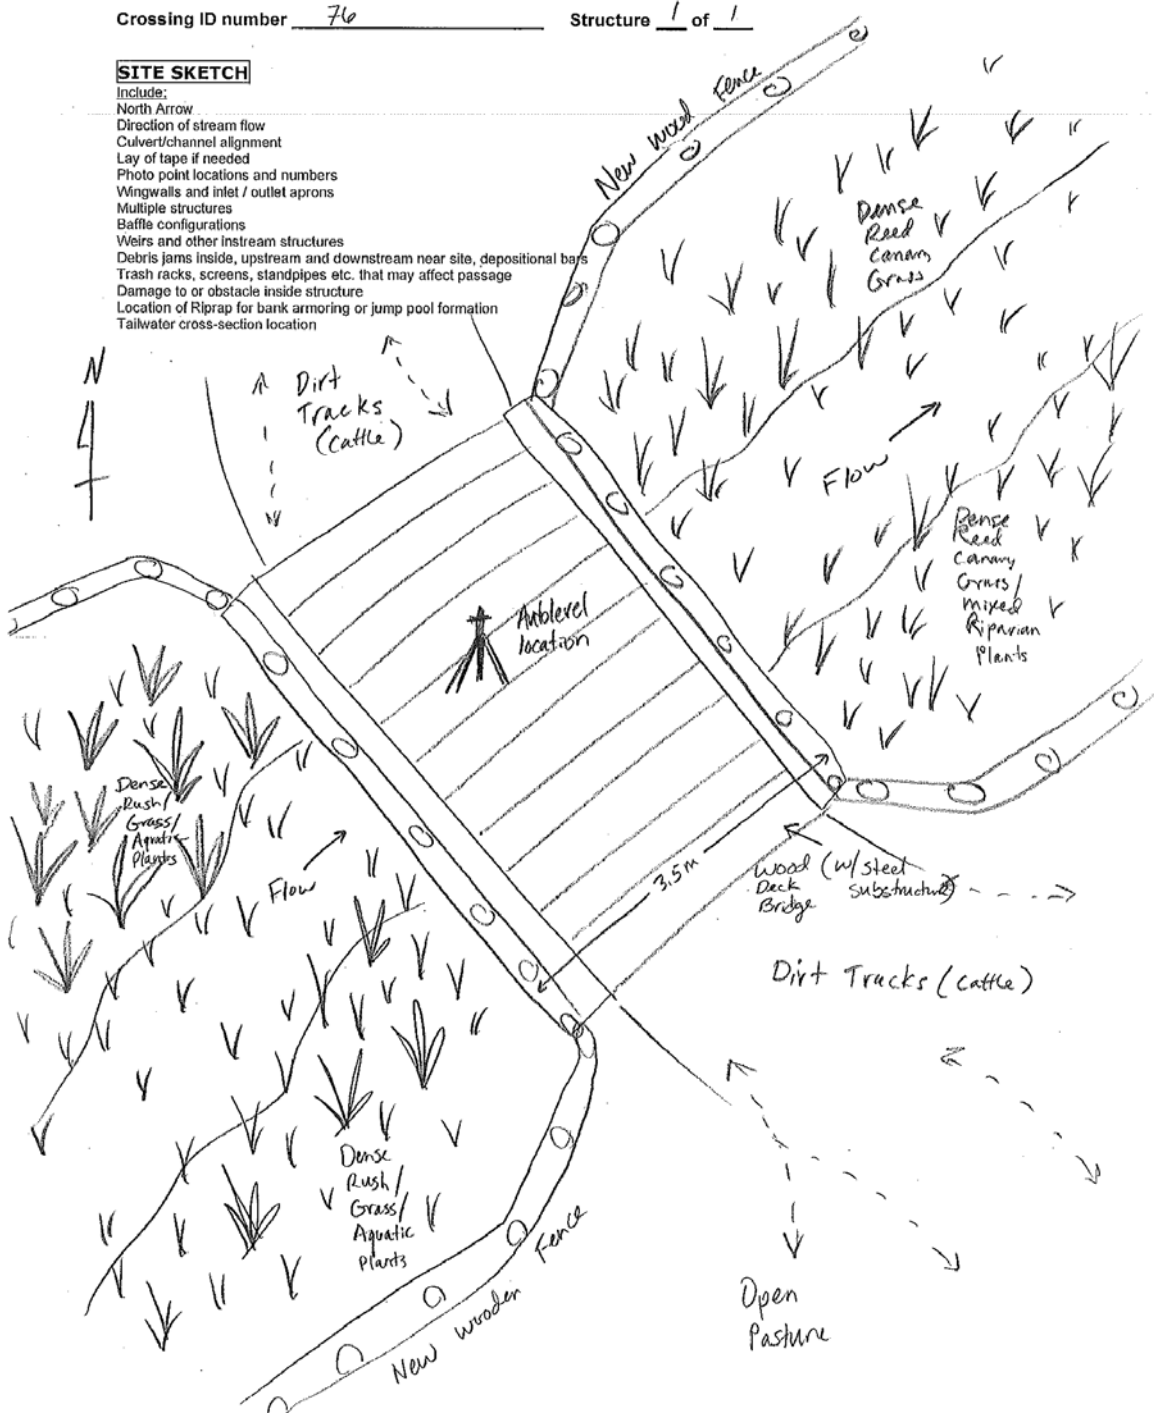 Crossing ID number 76 Structure 1 of 1
SITE SKETCH
Include:
North Arrow
Direction of stream flow
Culvert/channel alignment
Lay of tape if needed
Photo point locations and numbers
Wingwalls and inlet / outlet aprons
Multiple structures
Baffle configurations
Weirs and other instream structures
Debris jams inside, upstream and downstream near site, depositional bars
Trash racks, screens, standpipes etc. that may affect passage
Damage to or obstacle inside structure
Location of Riprap for bank armoring or jump pool formation
Tailwater cross-section location
New wood Fence
Dense
Reed
Canary
Grass
N
Dirt
Tracks
(Cattle)
Flow
Dense
Reed
Canary
Grass/
mixed
Riparian
Plants
Autolevel
location
Dense
Rush/
Grass/
Aquatic
Plants
Flow
3.5m
Wood (w/ Steel
Deck Substructure)
Bridge
Dirt Tracks (Cattle)
Dense
Rush/
Grass/
Aquatic
Plants
New wooden Fence
Open
Pasture